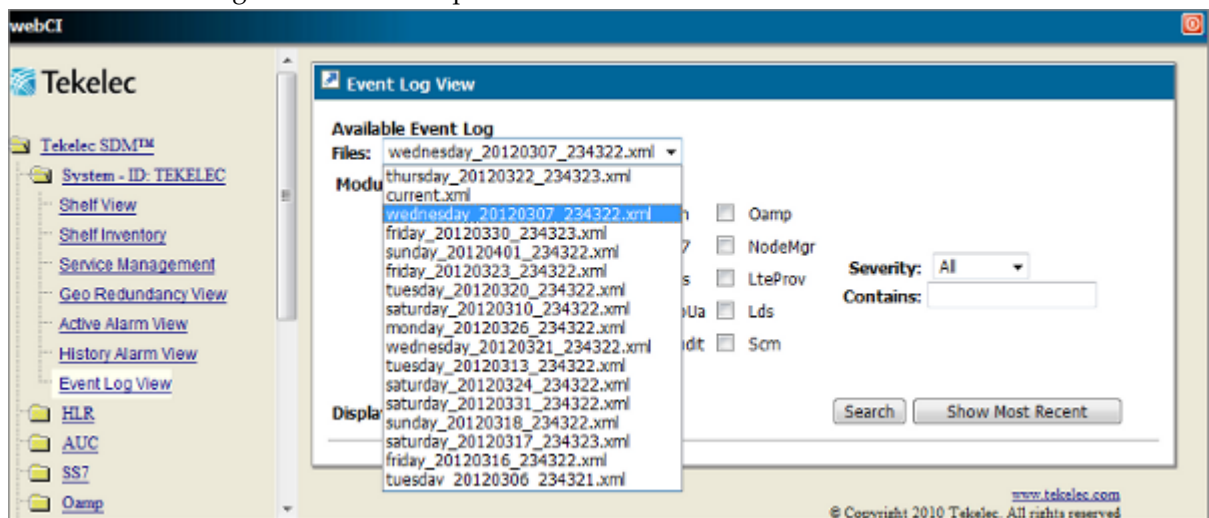 webCI
Tekelec
Tekelec SDM™
System - ID: TEKELEC
Shelf View
Shelf Inventory
Service Management
Geo Redundancy View
Active Alarm View
History Alarm View
Event Log View
HLR
AUC
SS7
Oamp
Event Log View
Available Event Log
Files: wednesday_20120307_234322.xml
thursday_20120322_234323.xml
current.xml
wednesday_20120307_234322.xml
friday_20120330_234323.xml
sunday_20120401_234322.xml
friday_20120323_234322.xml
tuesday_20120320_234322.xml
saturday_20120310_234322.xml
monday_20120326_234322.xml
wednesday_20120321_234322.xml
tuesday_20120313_234322.xml
saturday_20120324_234322.xml
saturday_20120331_234322.xml
sunday_20120318_234322.xml
saturday_20120317_234323.xml
friday_20120316_234322.xml
tuesday_20120306_234321.xml
Modu
Oamp
7 NodeMgr
s LteProv
Ua Lds
dit Scm
Severity: All
Contains:
Displa
Search Show Most Recent
www.tekelec.com
© Copyright 2010 Tekelec, All rights reserved